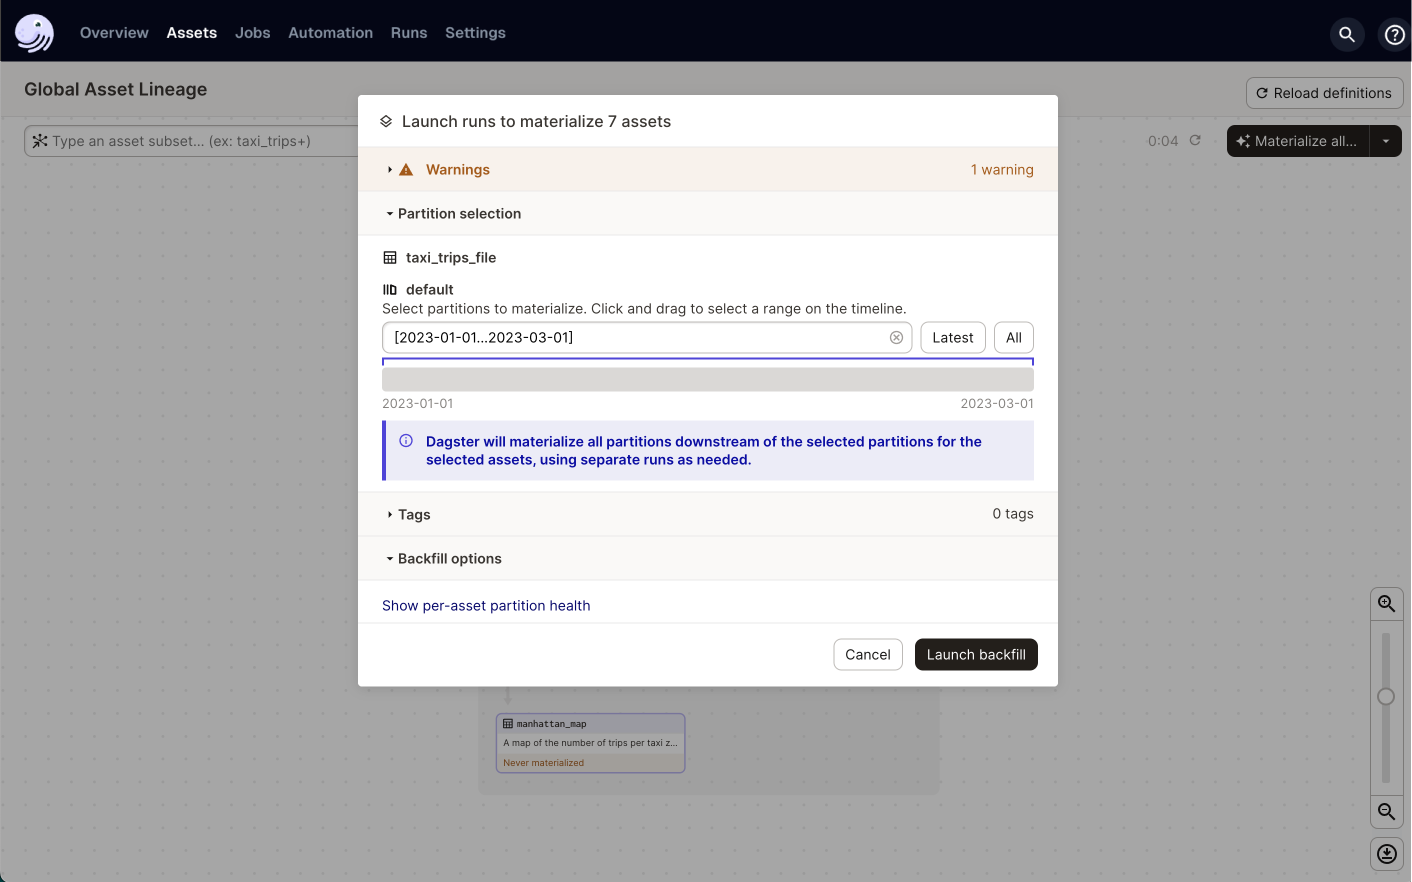 Overview Assets Jobs Automation Runs Settings
Global Asset Lineage
Reload definitions
Type an asset subset... (ex: taxi_trips+)
0:04
Materialize all...
Launch runs to materialize 7 assets
Warnings
1 warning
Partition selection
taxi_trips_file
default
Select partitions to materialize. Click and drag to select a range on the timeline.
[2023-01-01...2023-03-01]
Latest
All
2023-01-01
2023-03-01
Dagster will materialize all partitions downstream of the selected partitions for the
selected assets, using separate runs as needed.
Tags
0 tags
Backfill options
Show per-asset partition health
Cancel
Launch backfill
manhattan_map
A map of the number of trips per taxi z...
Never materialized